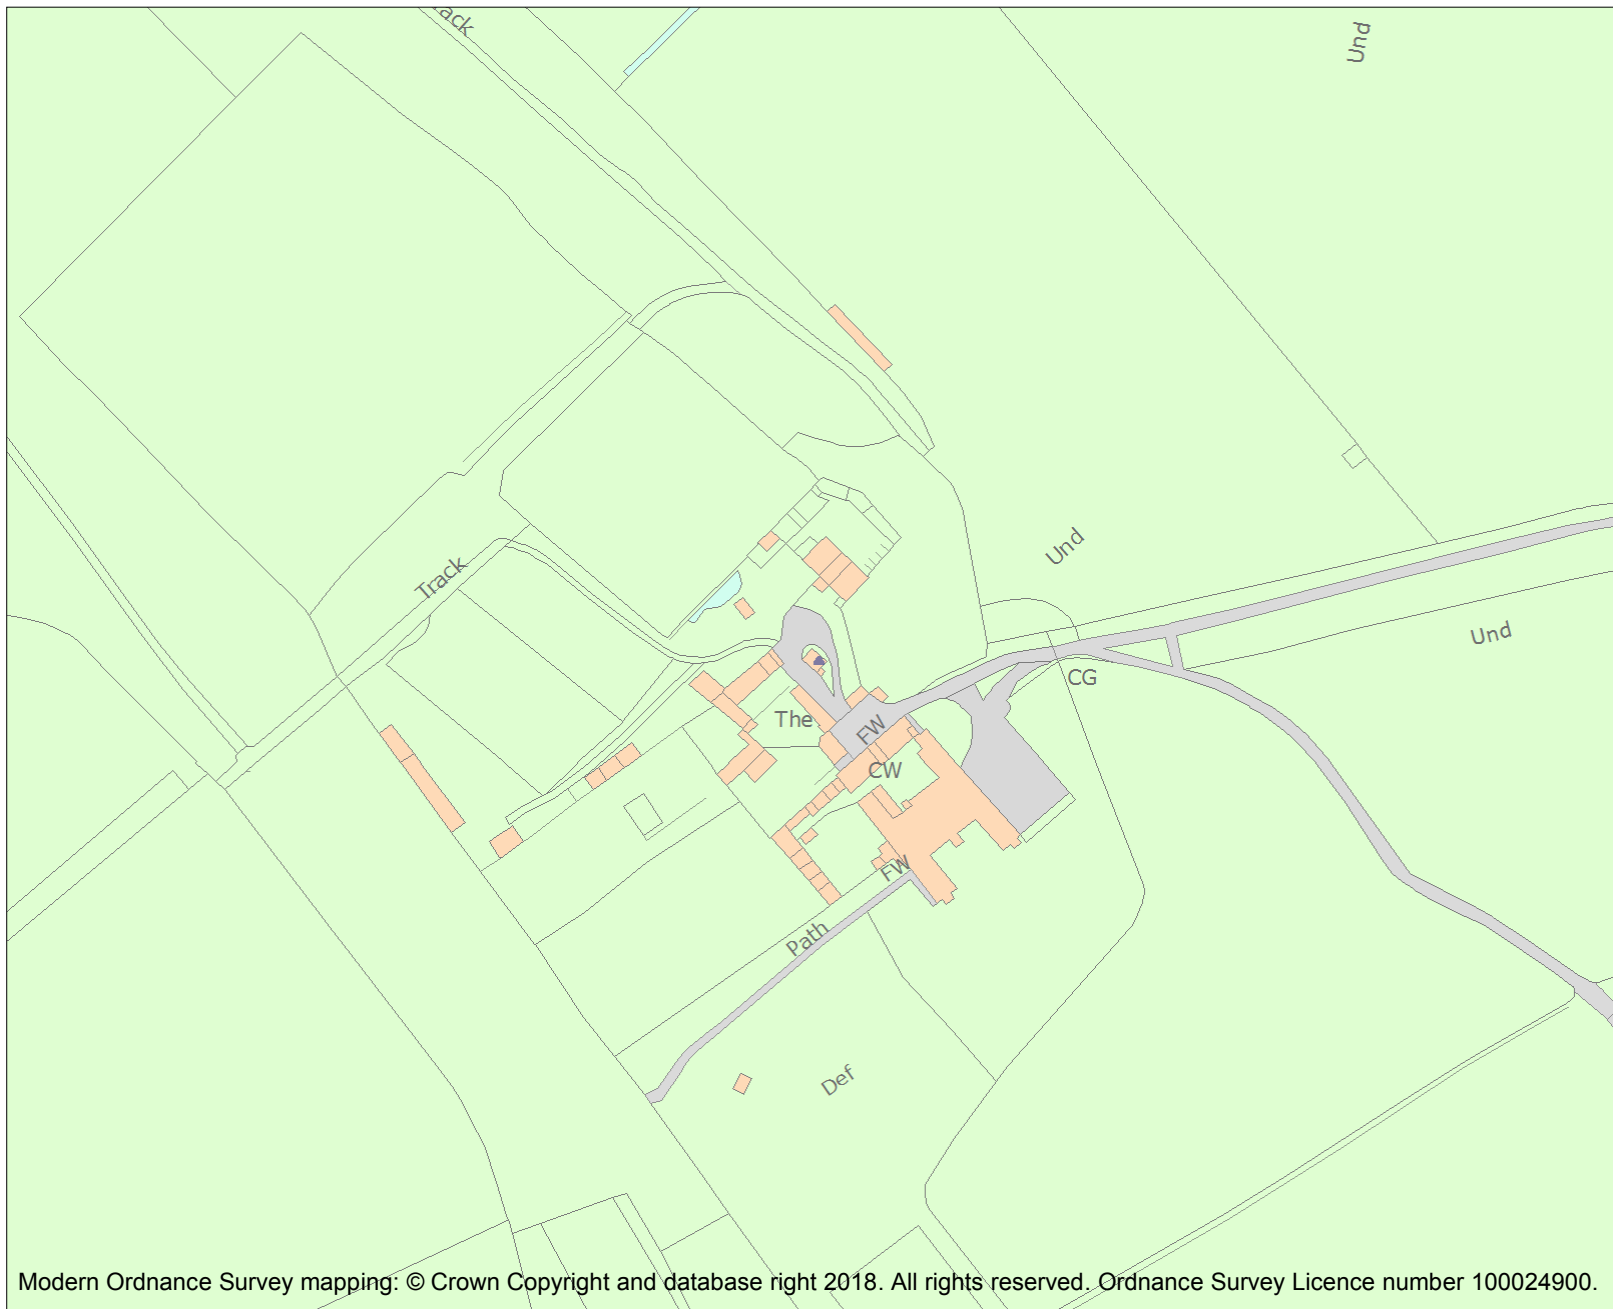 ack
Und
Und
Track
Und
CG
The
FW
CW
FW
Path
Def
Modern Ordnance Survey mapping: © Crown Copyright and database right 2018. All rights reserved. Ordnance Survey Licence number 100024900.